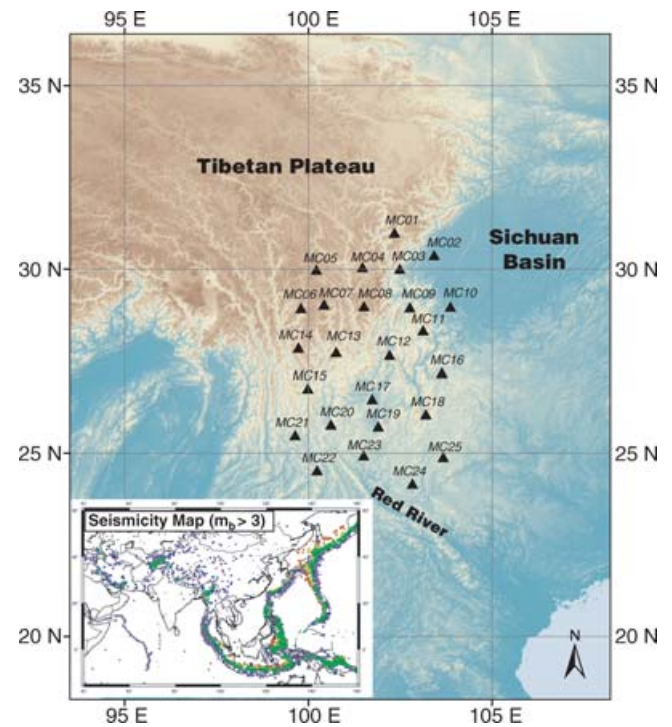 95 E 100 E 105 E
35 N 35 N
Tibetan Plateau
MC01
MC02
Sichuan
Basin
MC05 MC04 MC03
30 N 30 N
MC06 MC07 MC08 MC09 MC10
MC11
MC14 MC13 MC12
MC16
MC15
MC17
MC18
MC21 MC20 MC19
25 N 25 N
MC22 MC23 MC25
MC24
Red River
Seismicity Map (mb > 3)
20 N 20 N
N
95 E 100 E 105 E